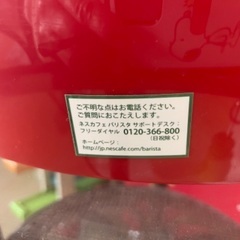 ご不明な点はお電話ください。
ご質問におこたえします。
ネスカフェ バリスタ サポートデスク：
フリーダイヤル 0120-366-800
（日祝除く）
ホームページ：
http://jp.nescafe.com/barista